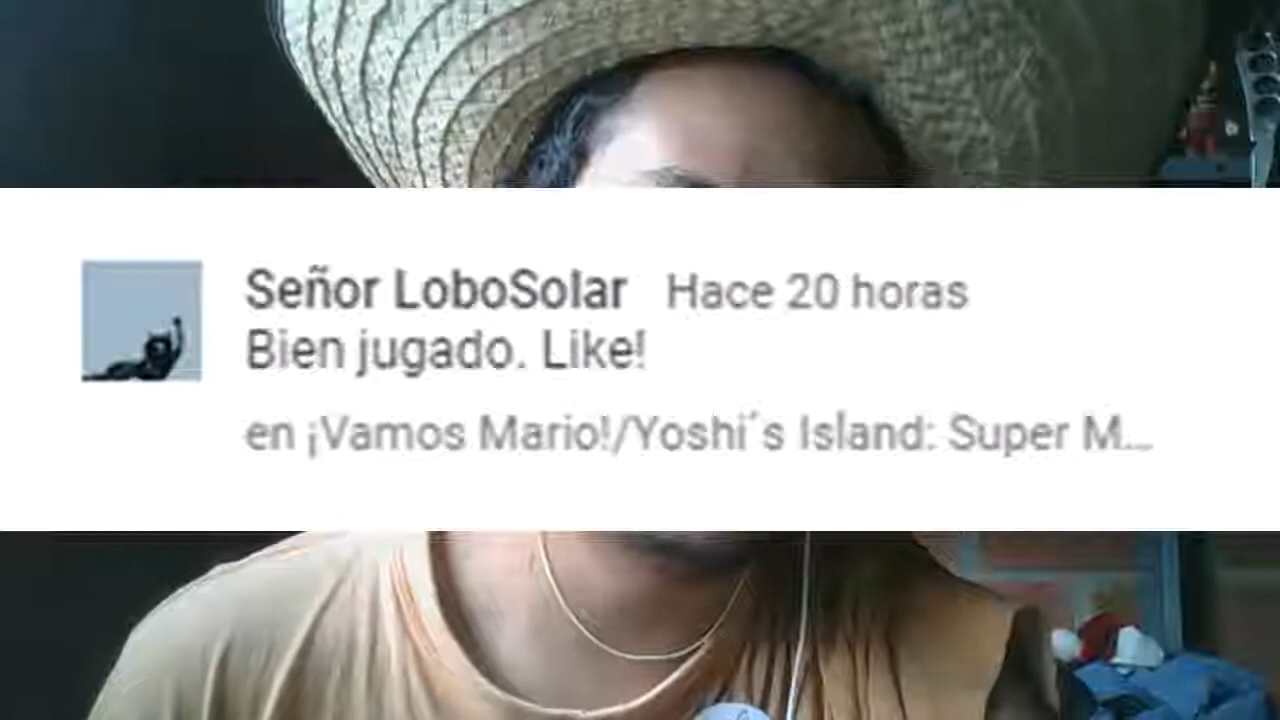 Señor LoboSolar Hace 20 horas
Bien jugado. Like!
en ¡Vamos Mario!/Yoshi´s Island: Super M...